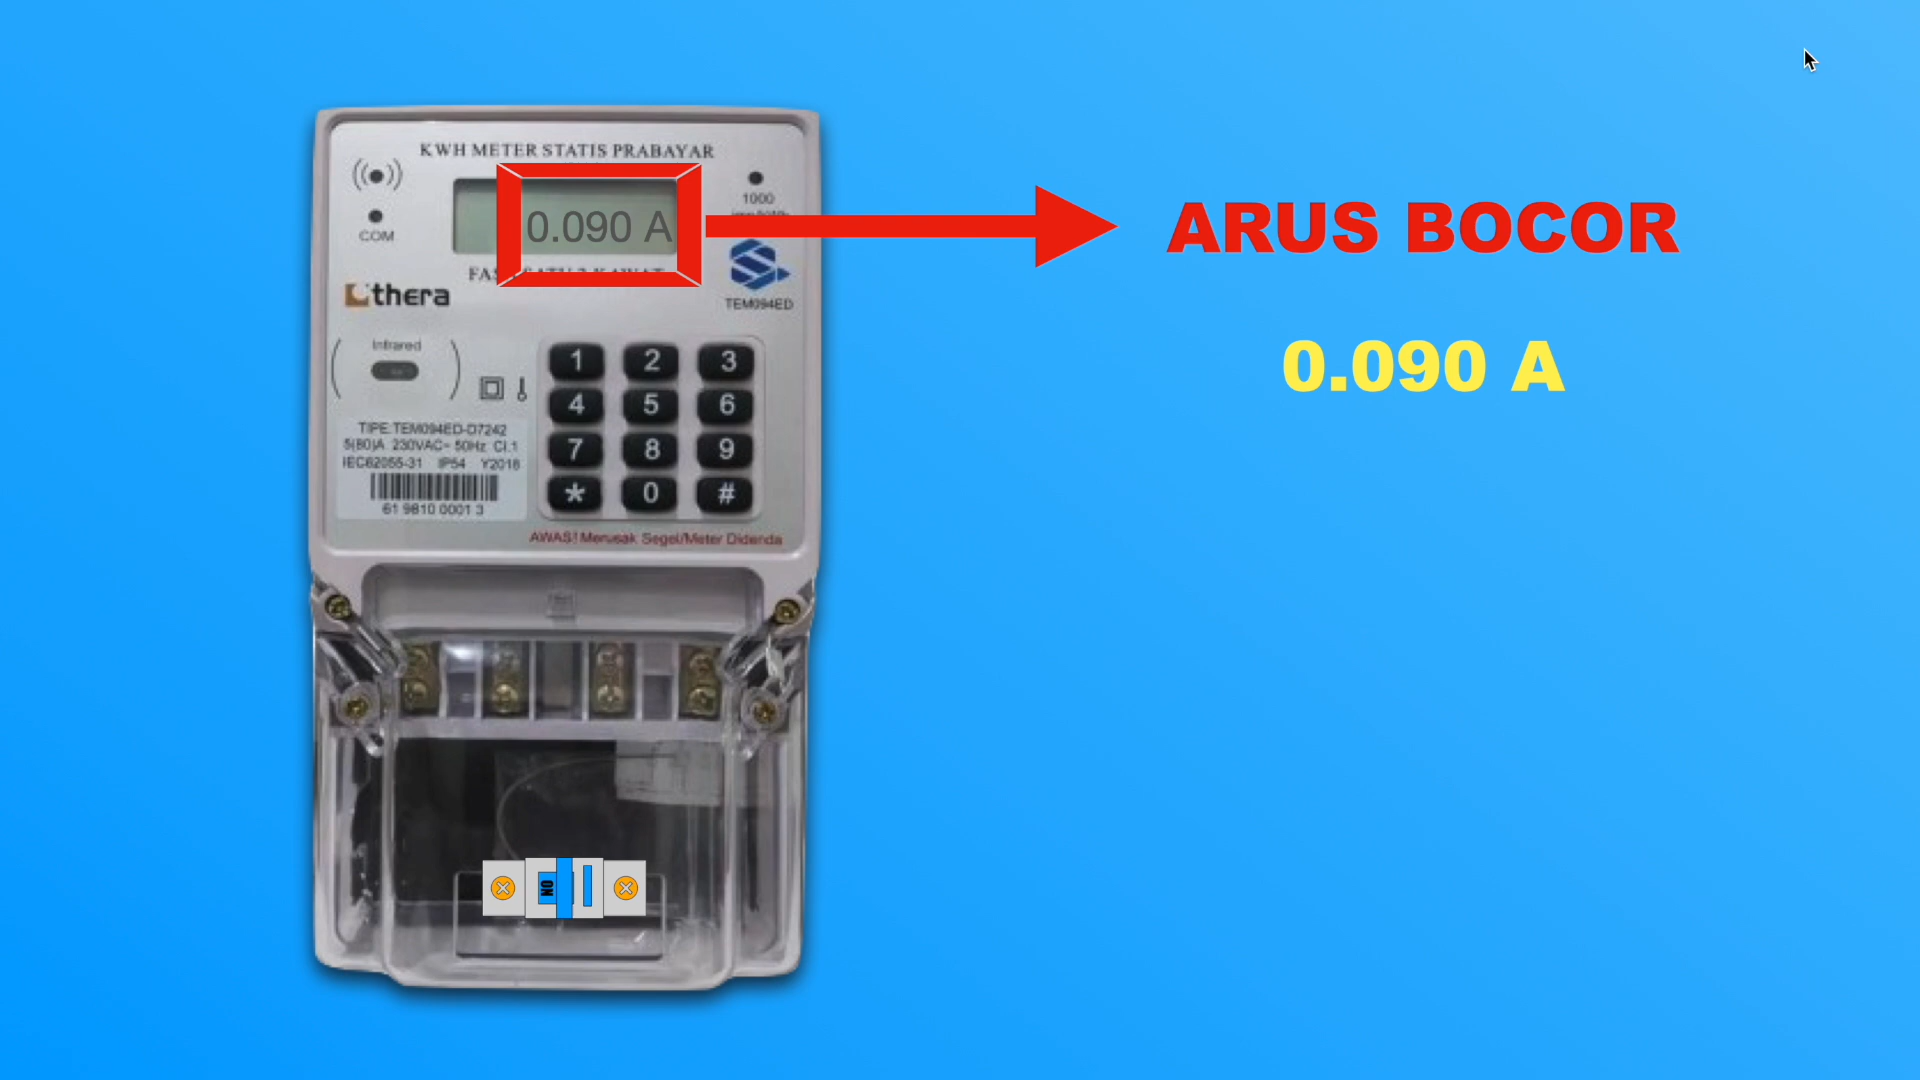 KWH METER STATIS PRABAYAR
1000
COM
0.090 A
ARUS BOCOR
0.090 A
thera
TEM094ED
Infrared
1 2 3
4 5 6
7 8 9
* 0 #
TIPE.TEM094ED-D7242
5(80)A 230VAC~ 50Hz Cl.1
IEC62055-31 IP54 Y2018
61 9810 0001 3
AWAS! Merusak Segel/Meter Didenda
ON